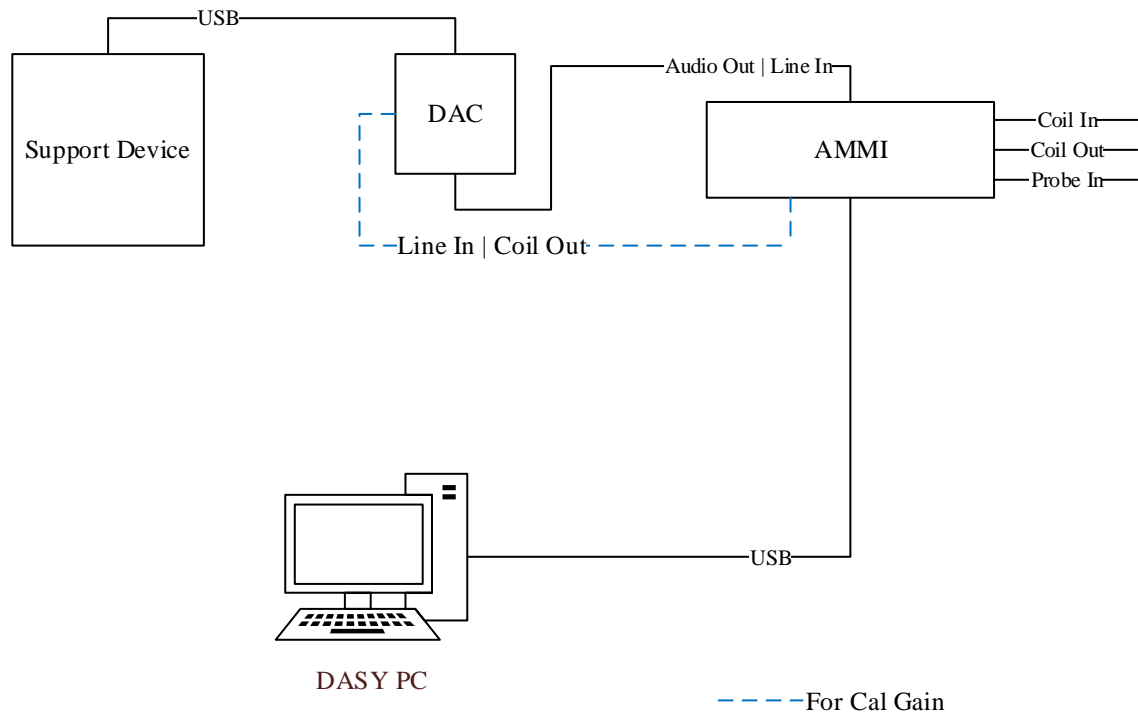 USB
Audio Out | Line In
DAC
Support Device
AMMI
Coil In
Coil Out
Probe In
Line In | Coil Out
USB
DASY PC
For Cal Gain